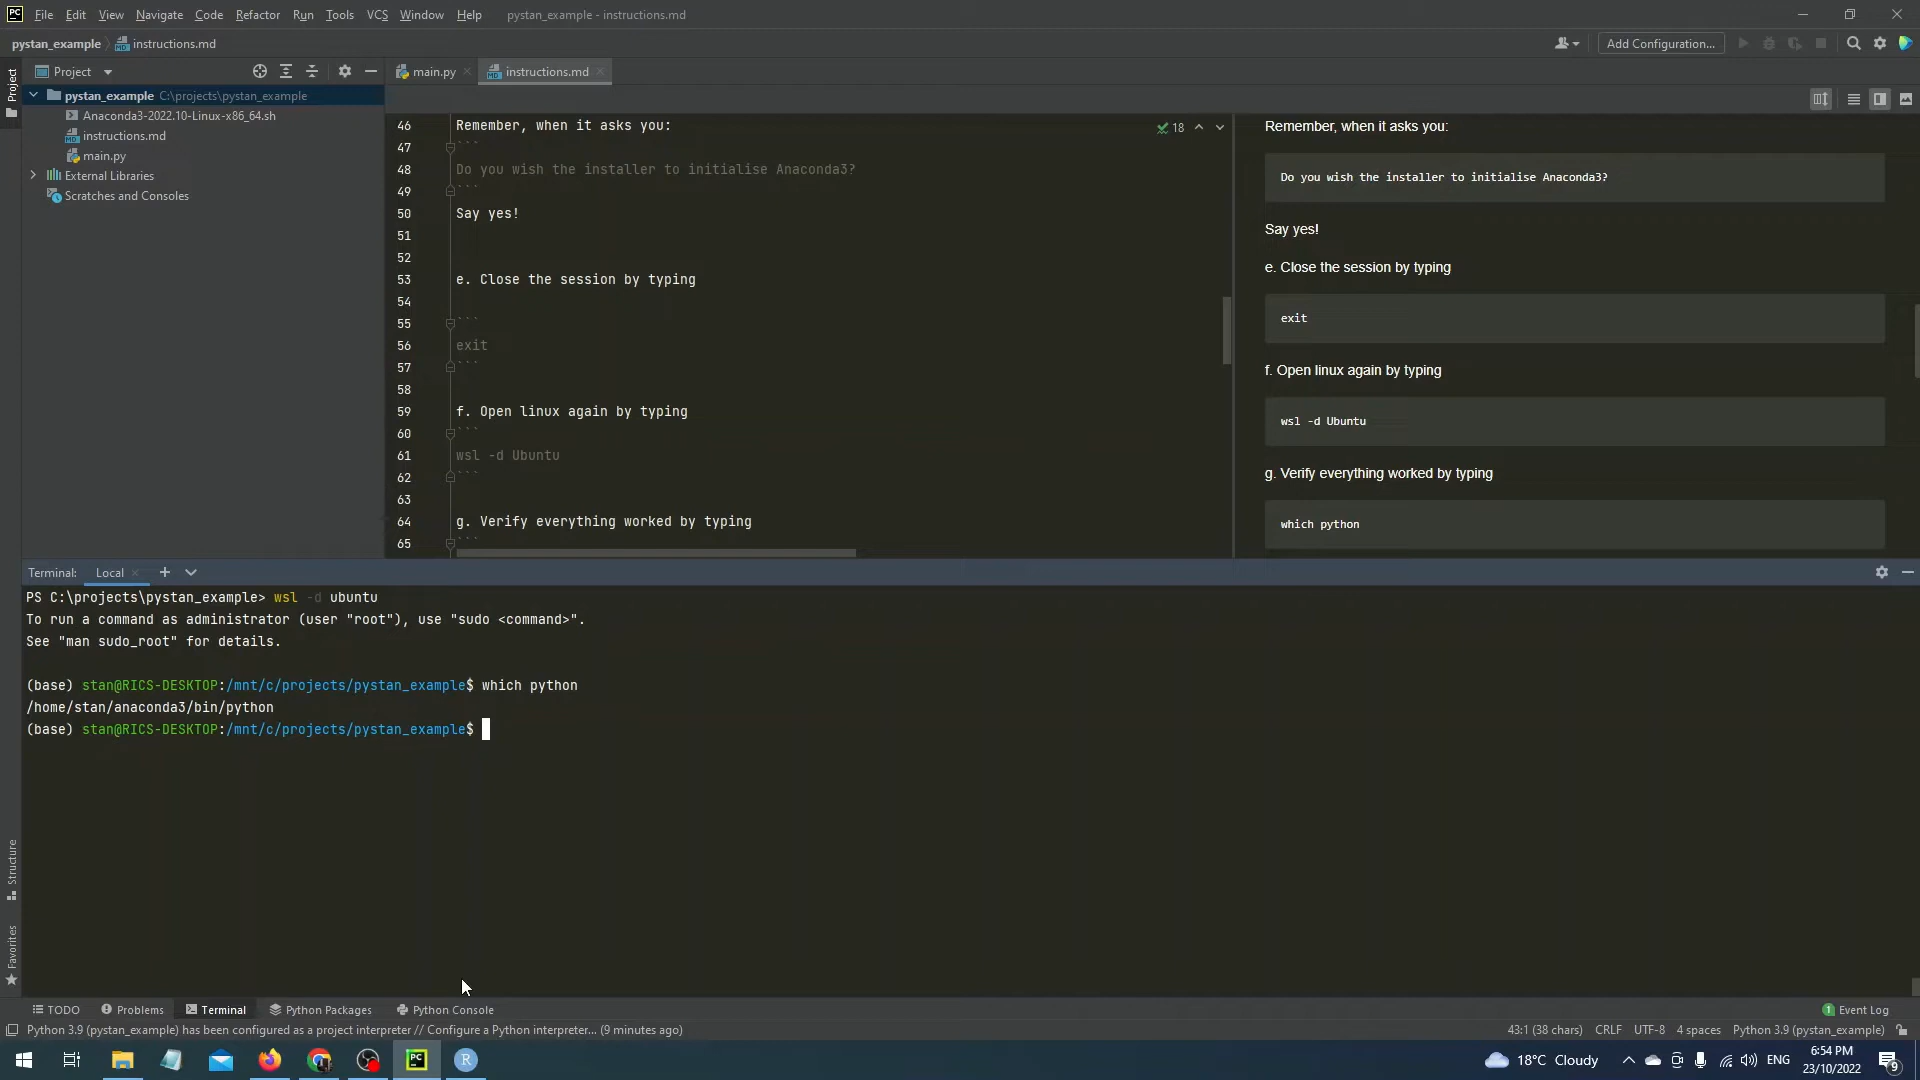 PC File Edit View Navigate Code Refactor Run Tools VCS Window Help pystan_example - instructions.md
pystan_example instructions.md Add Configuration...
Project main.py instructions.md
Project
pystan_example C:\projects\pystan_example
Anaconda3-2022.10-Linux-x86_64.sh
instructions.md
main.py
External Libraries
Scratches and Consoles
18
46 Remember, when it asks you:
47 ```
48 Do you wish the installer to initialise Anaconda3?
49 ```
50 Say yes!
51
52
53 e. Close the session by typing
54
55 ```
56 exit
57 ```
58
59 f. Open linux again by typing
60 ```
61 wsl -d Ubuntu
62 ```
63
64 g. Verify everything worked by typing
65 ```
Remember, when it asks you:
Do you wish the installer to initialise Anaconda3?
Say yes!
e. Close the session by typing
exit
f. Open linux again by typing
wsl -d Ubuntu
g. Verify everything worked by typing
which python
Terminal: Local
PS C:\projects\pystan_example> wsl -d ubuntu
To run a command as administrator (user "root"), use "sudo <command>".
See "man sudo_root" for details.
(base) stan@RICS-DESKTOP:/mnt/c/projects/pystan_example$ which python
/home/stan/anaconda3/bin/python
(base) stan@RICS-DESKTOP:/mnt/c/projects/pystan_example$
Structure
Favorites
TODO Problems Terminal Python Packages Python Console 1 Event Log
Python 3.9 (pystan_example) has been configured as a project interpreter // Configure a Python interpreter... (9 minutes ago) 43:1 (38 chars) CRLF UTF-8 4 spaces Python 3.9 (pystan_example)
PC R 18°C Cloudy ENG 6:54 PM
23/10/2022 9